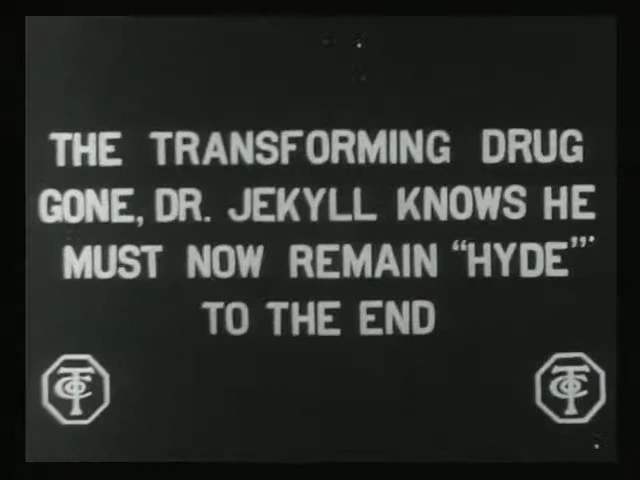 THE TRANSFORMING DRUG
GONE, DR. JEKYLL KNOWS HE
MUST NOW REMAIN “HYDE”
TO THE END